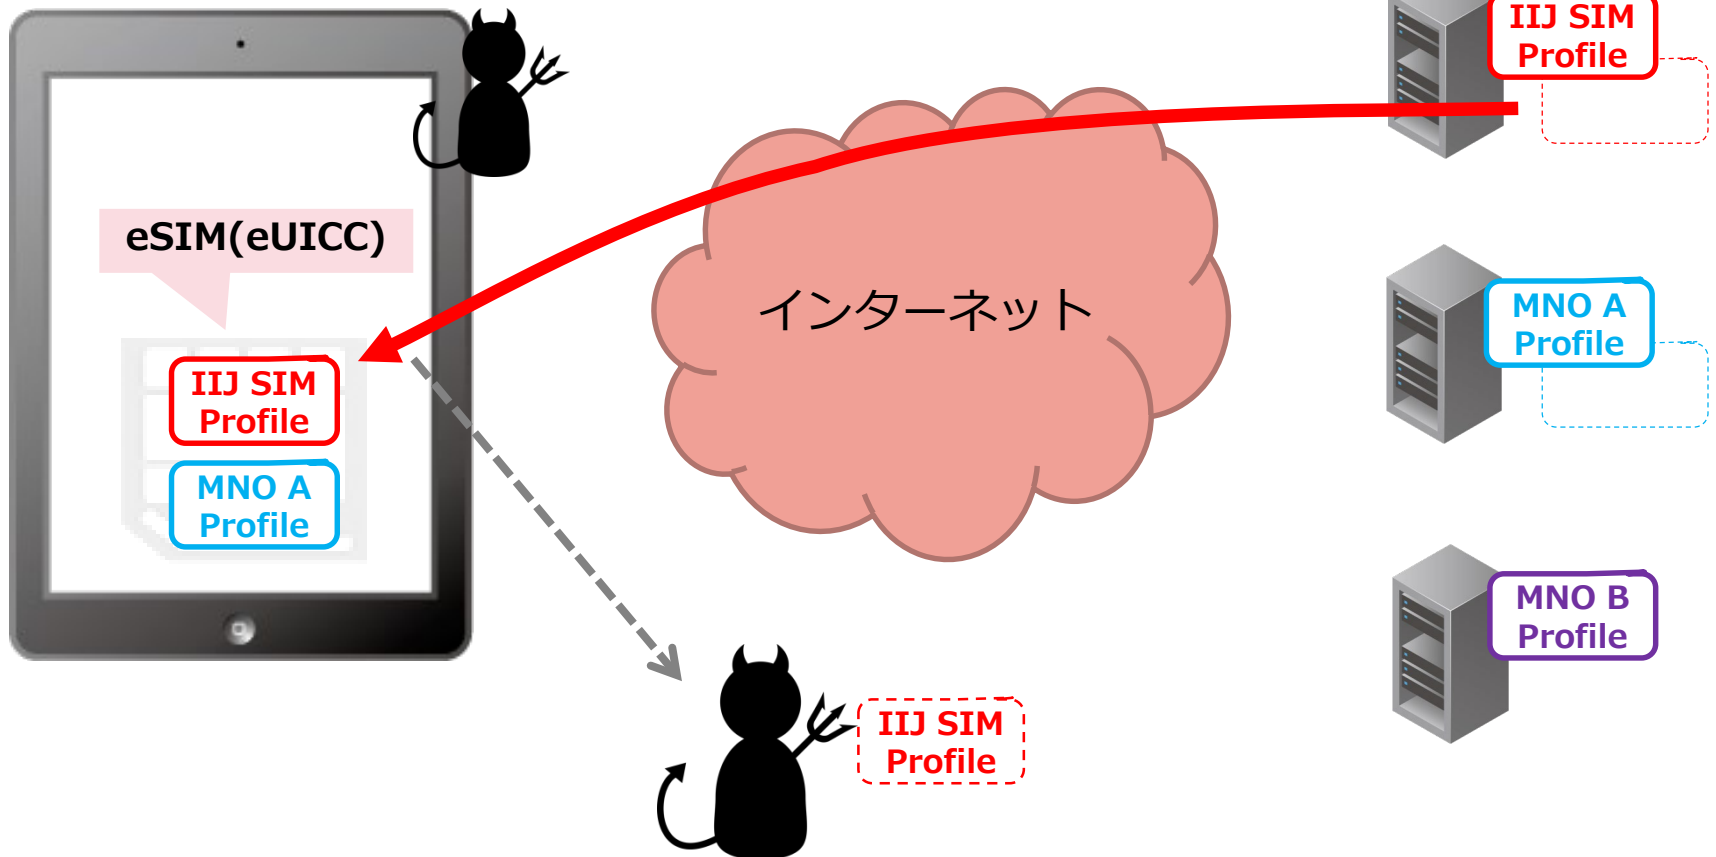 IIJ SIM
Profile
eSIM(eUICC)
インターネット
MNO A
Profile
IIJ SIM
Profile
MNO A
Profile
MNO B
Profile
IIJ SIM
Profile